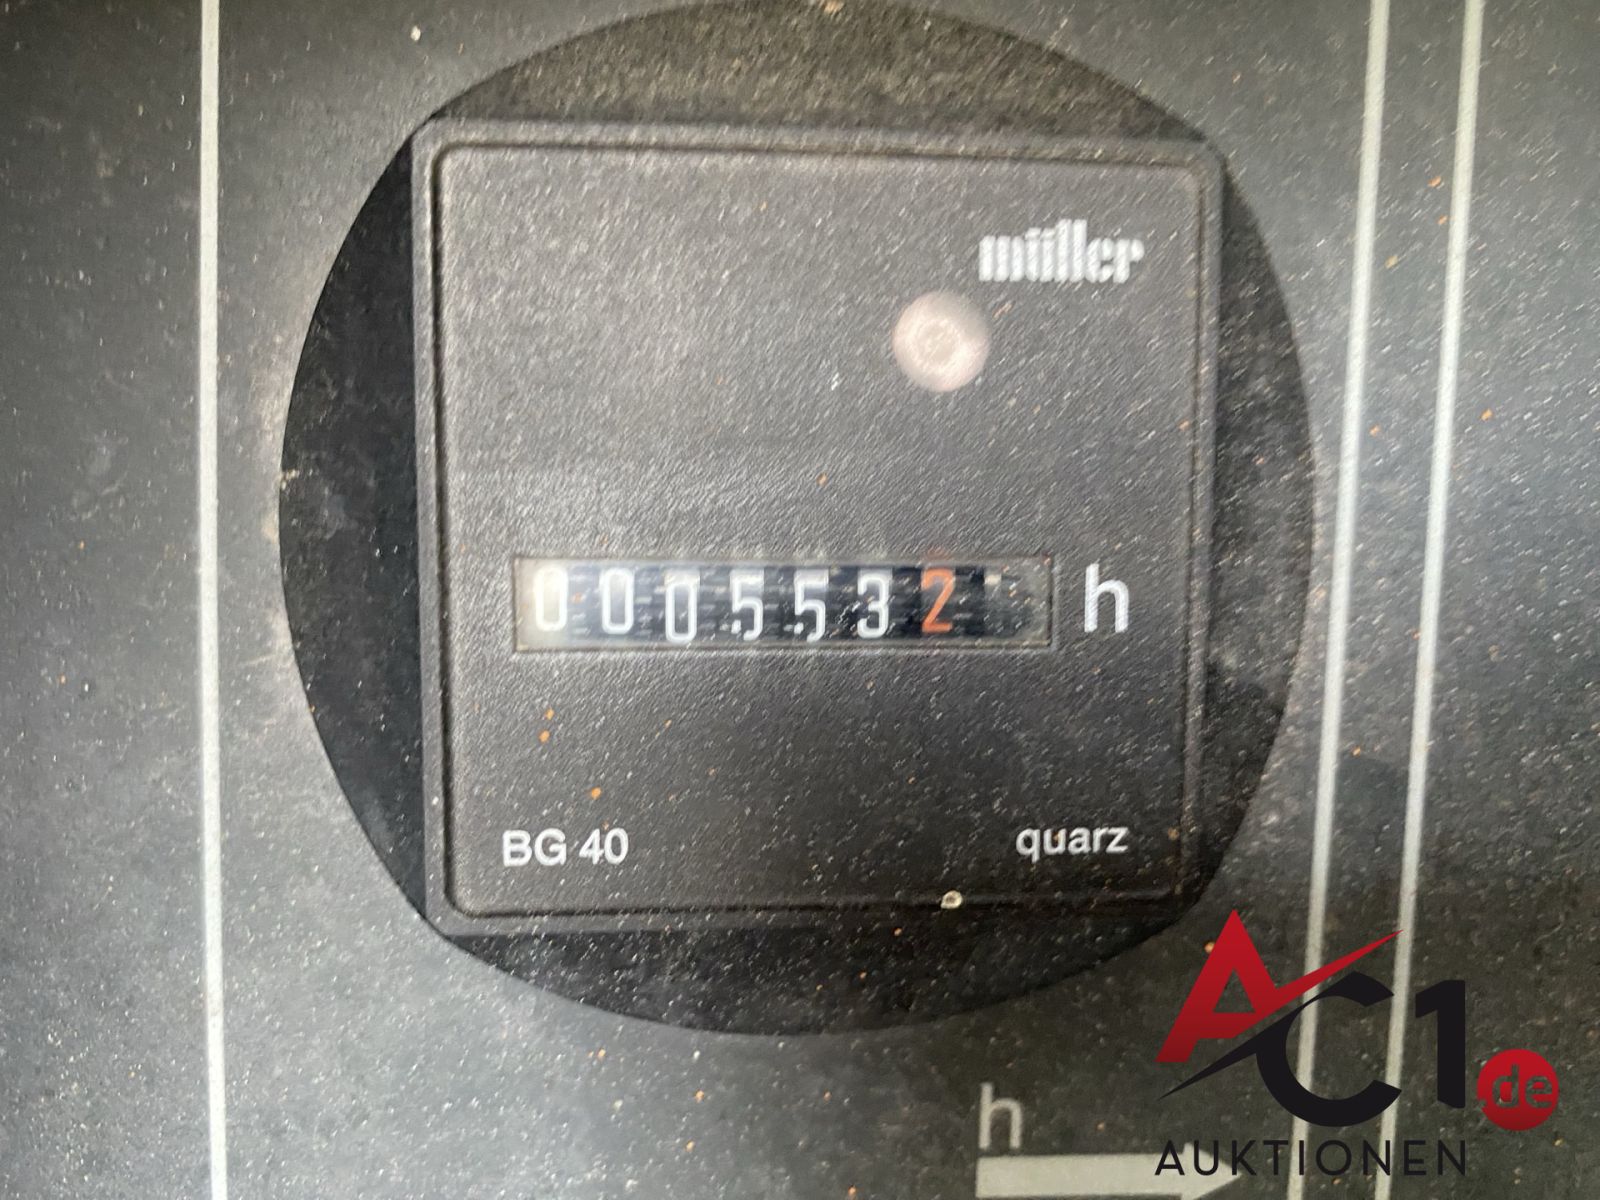 müller
0005532 h
BG 40 quarz
h
AC1.de
AUKTIONEN